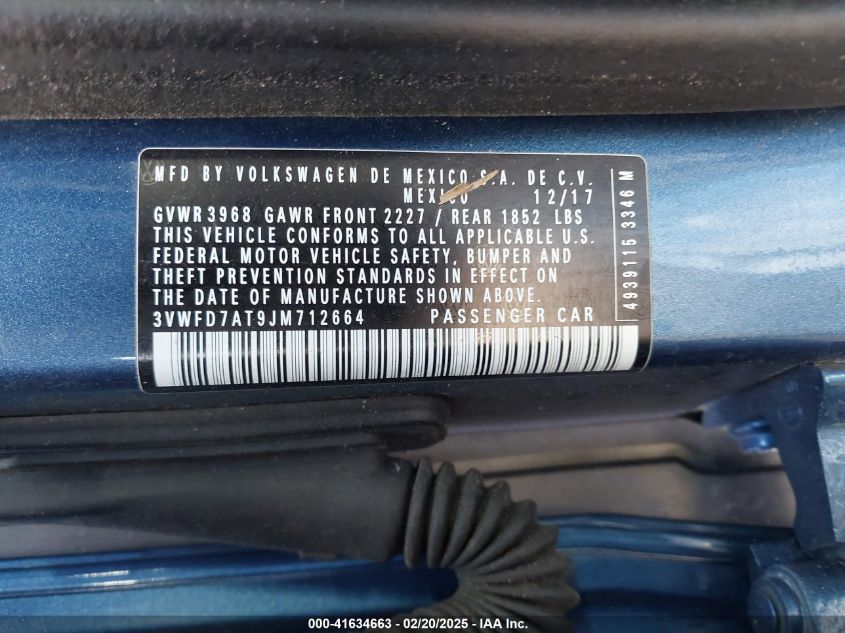 MFD BY VOLKSWAGEN DE MEXICO S.A. DE C.V.
MEXICO 12/17
GVWR 3968 GAWR FRONT 2227 / REAR 1852 LBS
THIS VEHICLE CONFORMS TO ALL APPLICABLE U.S.
FEDERAL MOTOR VEHICLE SAFETY, BUMPER AND
THEFT PREVENTION STANDARDS IN EFFECT ON
THE DATE OF MANUFACTURE SHOWN ABOVE.
3VWFD7AT9JM712664 PASSENGER CAR
4939115 3346 M
000-41634663 - 02/20/2025 - IAA Inc.